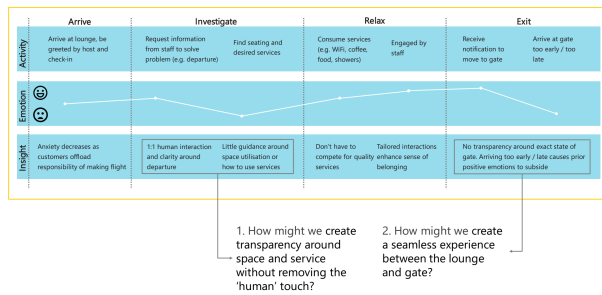 Arrive
Investigate
Relax
Exit
Activity
Arrive at lounge, be
greeted by host and
check-in
Request information
from staff to solve
problem (e.g. departure)
Find seating and
desired services
Consume services
(e.g. WiFi, coffee,
food, showers)
Engaged by
staff
Receive
notification to
move to gate
Arrive at gate
too early / too
late
Emotion
Insight
Anxiety decreases as
customers offload
responsibility of making flight
1:1 human interaction
and clarity around
departure
Little guidance around
space utilisation or
how to use services
Don't have to
compete for quality
services
Tailored interactions
enhance sense of
belonging
No transparency around exact state of
gate. Arriving too early / late causes prior
positive emotions to subside
1. How might we create
transparency around
space and service
without removing the
‘human’ touch?
2. How might we create
a seamless experience
between the lounge
and gate?